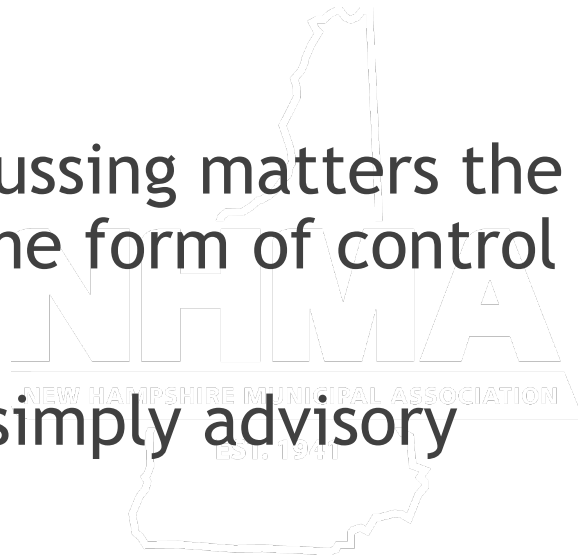 ussing matters the
ne form of control
NHMA
NEW HAMPSHIRE MUNICIPAL ASSOCIATION
simply advisory
EST. 1941